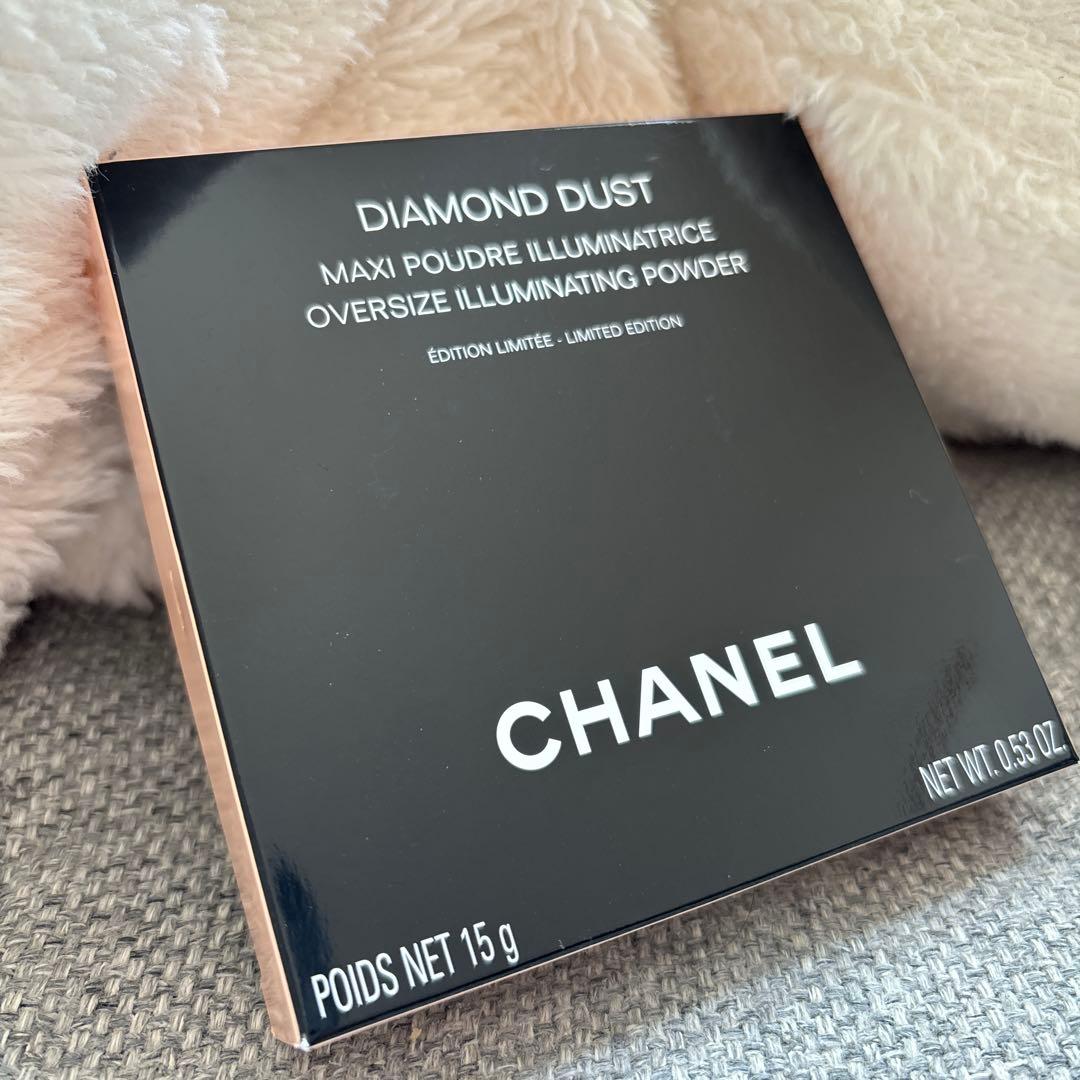 DIAMOND DUST
MAXI POUDRE ILLUMINATRICE
OVERSIZE ILLUMINATING POWDER
ÉDITION LIMITÉE - LIMITED EDITION
CHANEL
NET WT. 0.53 OZ.
POIDS NET 15 g